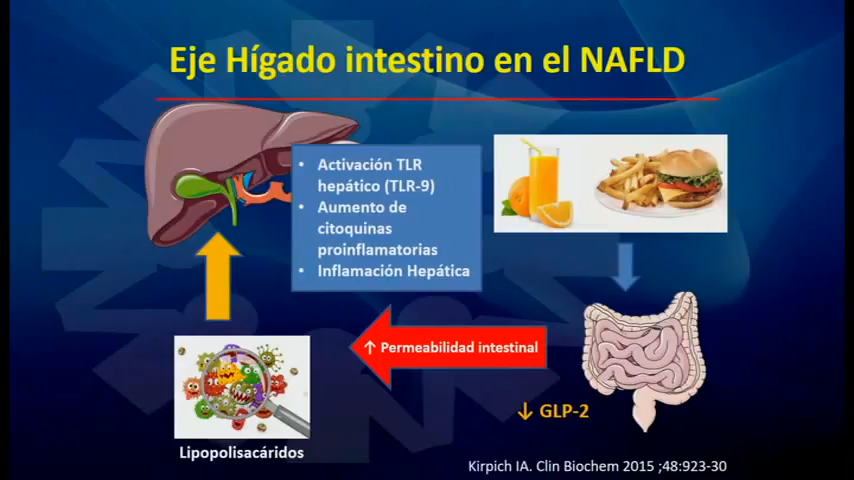 Eje Hígado intestino en el NAFLD
• Activación TLR
hepático (TLR-9)
• Aumento de
citoquinas
proinflamatorias
• Inflamación Hepática
↑ Permeabilidad intestinal
↓ GLP-2
Lipopolisacáridos
Kirpich IA. Clin Biochem 2015 ;48:923-30